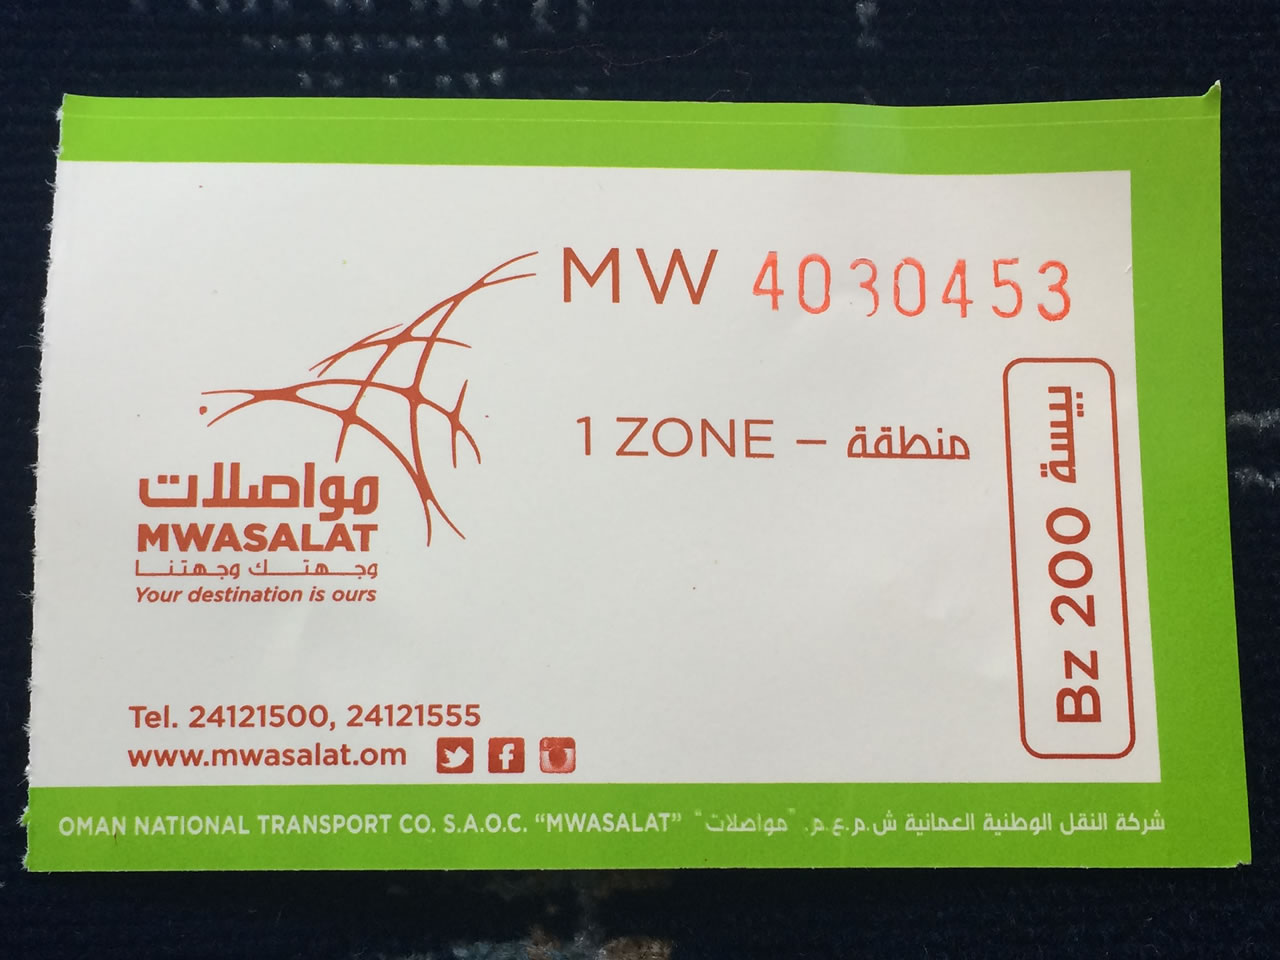 MW 4030453
1 ZONE – منطقة
Bz 200 بيسة
مواصلات
MWASALAT
وجهتك وجهتنا
Your destination is ours
Tel. 24121500, 24121555
www.mwasalat.om
OMAN NATIONAL TRANSPORT CO. S.A.O.C. “MWASALAT” شركة النقل الوطنية العمانية ش.م.ع.م. "مواصلات"